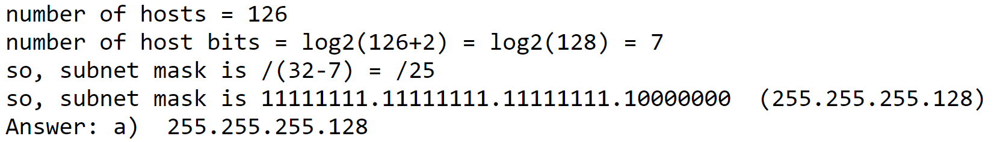 number of hosts = 126
number of host bits = log2(126+2) = log2(128) = 7
so, subnet mask is /(32-7) = /25
so, subnet mask is 11111111.11111111.11111111.10000000  (255.255.255.128)
Answer: a)  255.255.255.128